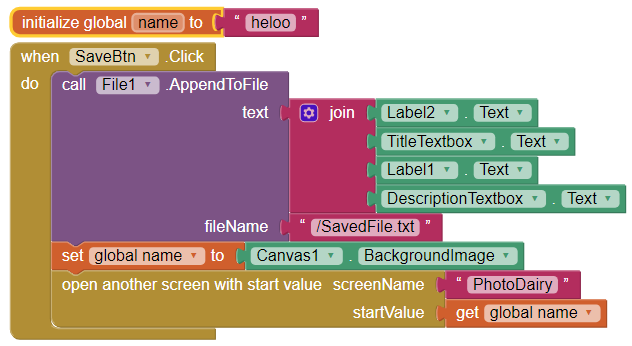 initialize global name to " heloo "
when SaveBtn .Click
do call File1 .AppendToFile
text join Label2 . Text
TitleTextbox . Text
Label1 . Text
DescriptionTextbox . Text
fileName " /SavedFile.txt "
set global name to Canvas1 . BackgroundImage
open another screen with start value screenName " PhotoDairy "
startValue get global name